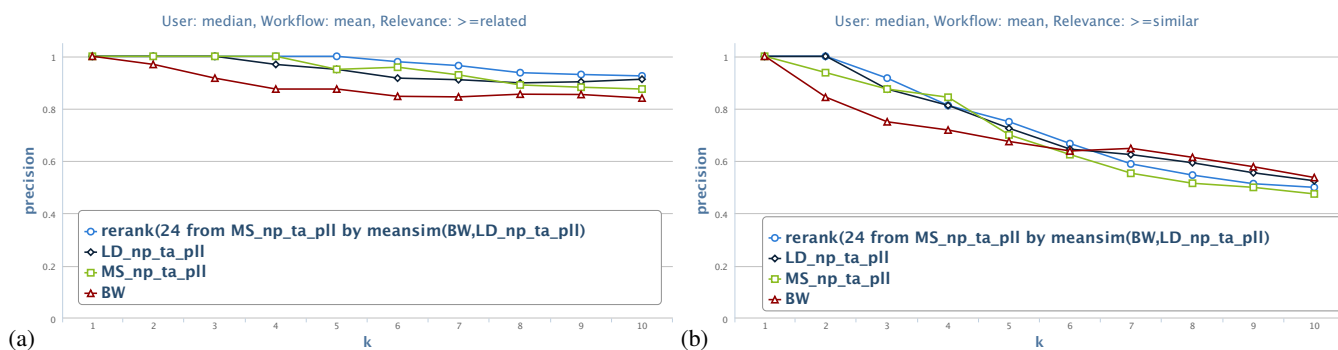 User: median, Workflow: mean, Relevance: >=related
precision
1
0.8
0.6
0.4
0.2
0
rerank(24 from MS_np_ta_pll by meansim(BW,LD_np_ta_pll)
LD_np_ta_pll
MS_np_ta_pll
BW
1 2 3 4 5 6 7 8 9 10
k
(a)
User: median, Workflow: mean, Relevance: >=similar
precision
1
0.8
0.6
0.4
0.2
0
rerank(24 from MS_np_ta_pll by meansim(BW,LD_np_ta_pll)
LD_np_ta_pll
MS_np_ta_pll
BW
1 2 3 4 5 6 7 8 9 10
k
(b)